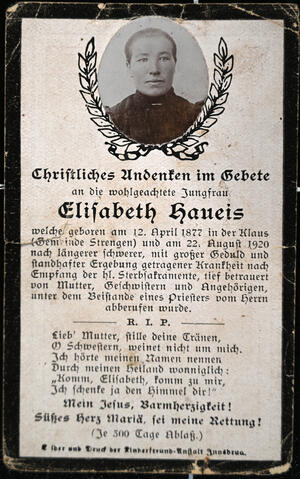 Christliches Andenken im Gebete
an die wohlgeachtete Jungfrau
Elisabeth Haueis
welche geboren am 12. April 1877 in der Klaus
(Gemeinde Strengen) und am 22. August 1920
nach längerer schwerer, mit großer Geduld und
standhafter Ergebung getragener Krankheit nach
Empfang der hl. Sterbsakramente, tief betrauert
von Mutter, Geschwistern und Angehörigen,
unter dem Beistande eines Priesters vom Herrn
abberufen wurde.
R. I. P.
Lieb' Mutter, stille deine Tränen,
O Schwestern, weinet nicht um mich.
Ich hörte meinen Namen nennen
Durch meinen Heiland wonniglich:
„Komm, Elisabeth, komm zu mir,
Ich schenke ja den Himmel dir!"
Mein Jesus, Barmherzigkeit!
Süßes Herz Mariä, sei meine Rettung!
(Je 300 Tage Ablaß.)
und Druck der Kinderfreund-Anstalt Innsbruck.